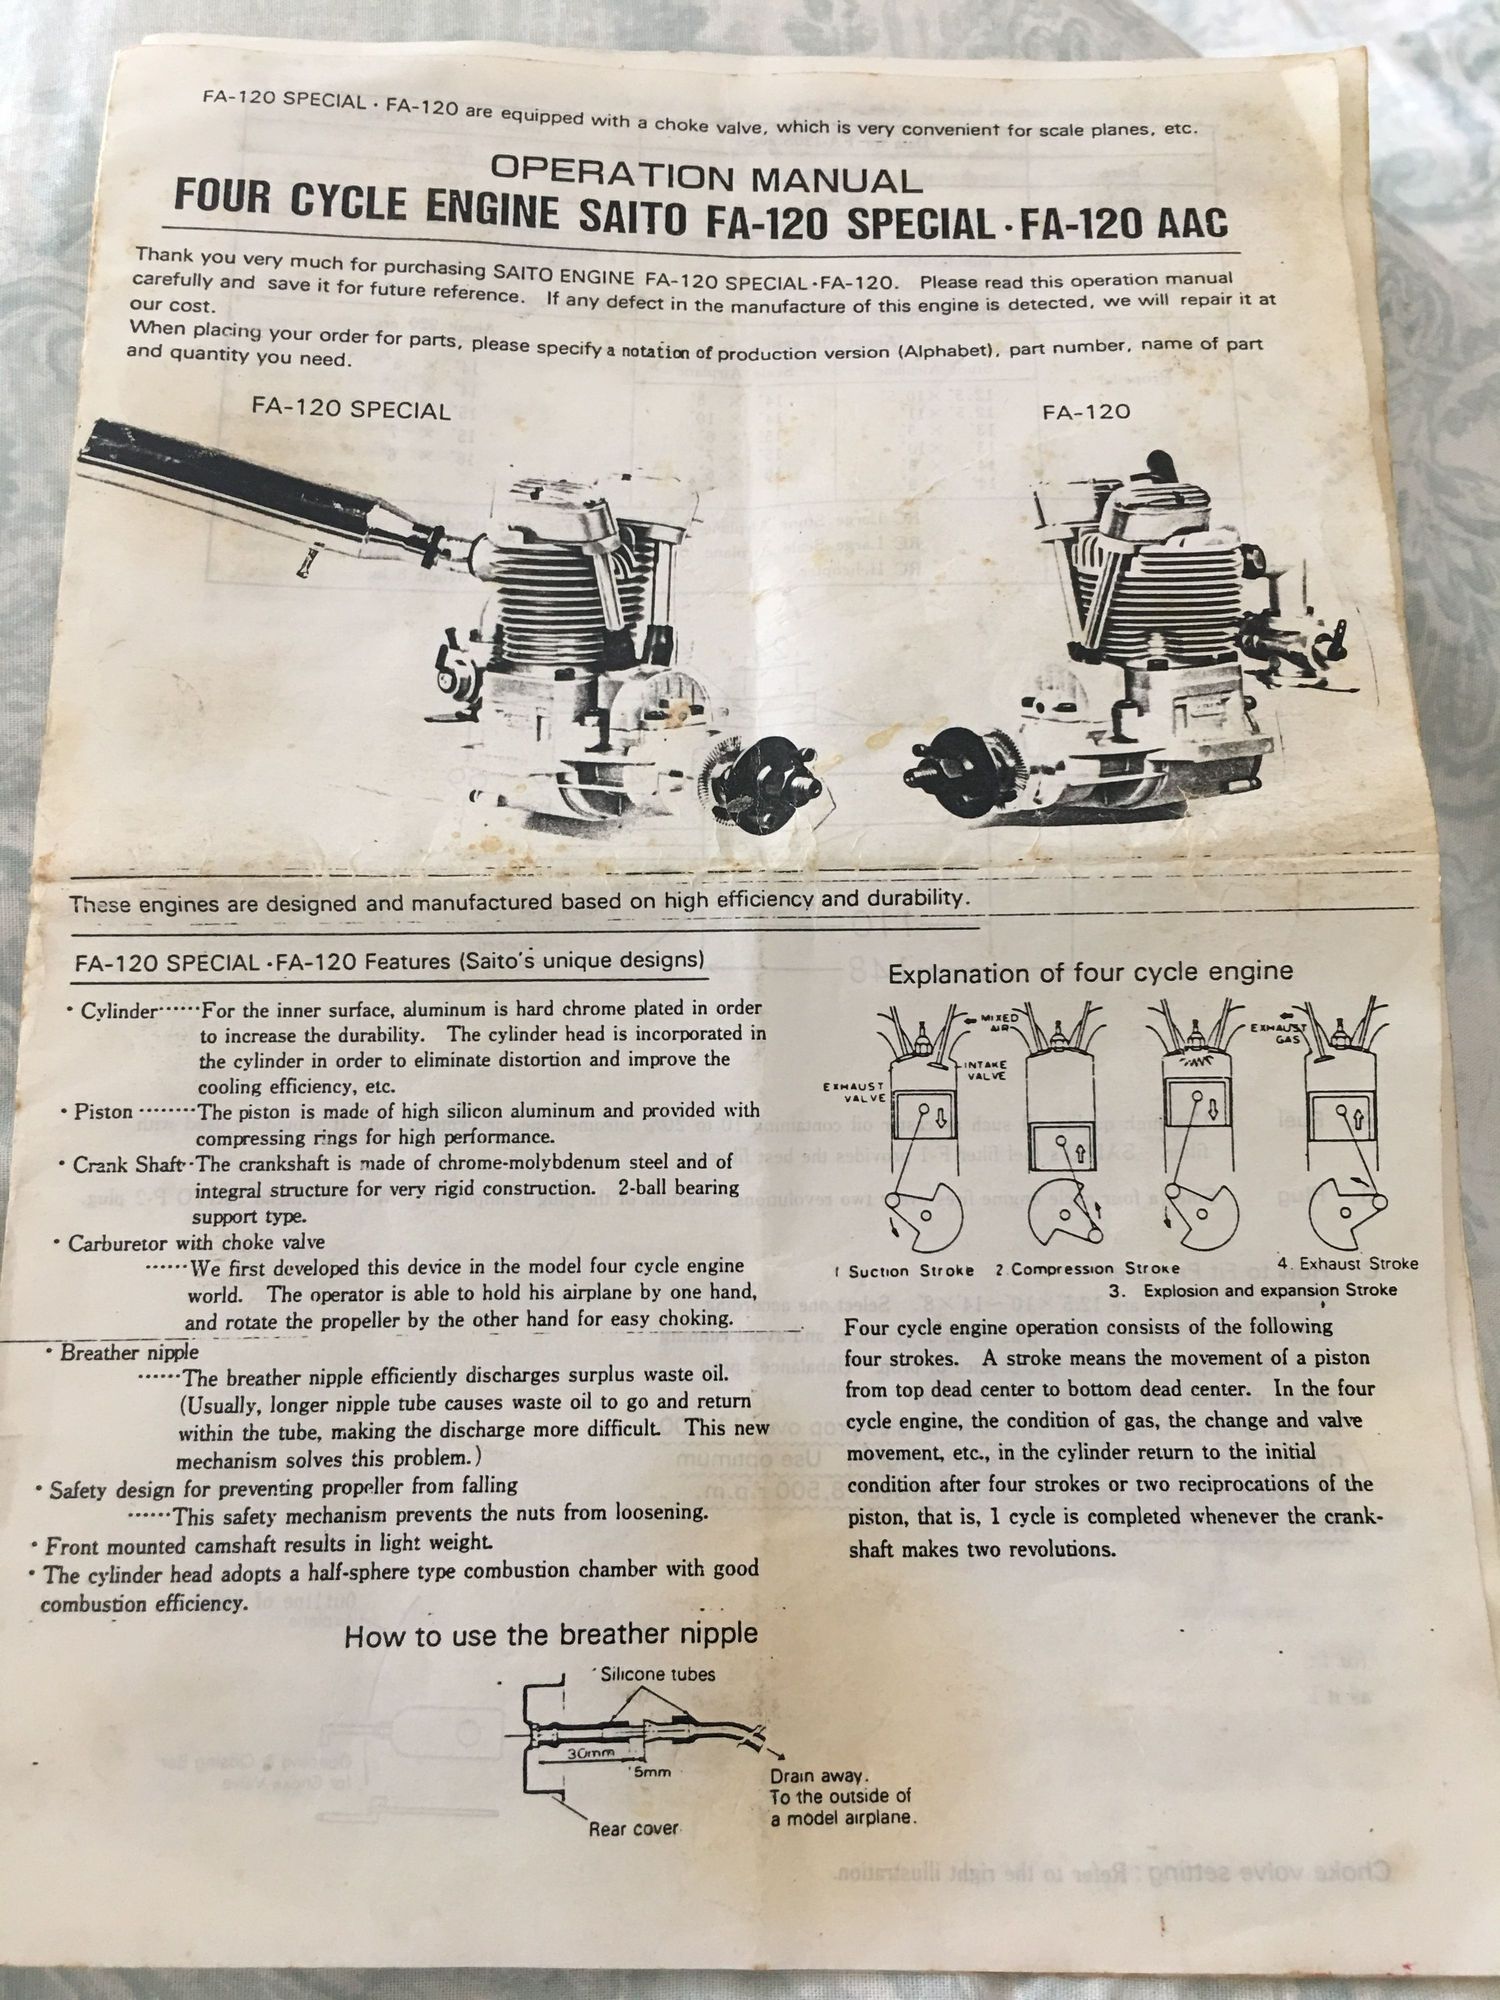 FA-120 SPECIAL · FA-120 are equipped with a choke valve, which is very convenient for scale planes, etc.
OPERATION MANUAL
FOUR CYCLE ENGINE SAITO FA-120 SPECIAL · FA-120 AAC
Thank you very much for purchasing SAITO ENGINE FA-120 SPECIAL·FA-120. Please read this operation manual
carefully and save it for future reference. If any defect in the manufacture of this engine is detected, we will repair it at
our cost.
When placing your order for parts, please specify a notation of production version (Alphabet), part number, name of part
and quantity you need.
FA-120 SPECIAL
FA-120
These engines are designed and manufactured based on high efficiency and durability.
FA-120 SPECIAL ·FA-120 Features (Saito's unique designs)
• Cylinder······For the inner surface, aluminum is hard chrome plated in order
to increase the durability. The cylinder head is incorporated in
the cylinder in order to eliminate distortion and improve the
cooling efficiency, etc.
• Piston ········The piston is made of high silicon aluminum and provided with
compressing rings for high performance.
• Crank Shaft··The crankshaft is made of chrome-molybdenum steel and of
integral structure for very rigid construction. 2-ball bearing
support type.
• Carburetor with choke valve
······We first developed this device in the model four cycle engine
world. The operator is able to hold his airplane by one hand,
and rotate the propeller by the other hand for easy choking.
• Breather nipple
······The breather nipple efficiently discharges surplus waste oil.
(Usually, longer nipple tube causes waste oil to go and return
within the tube, making the discharge more difficult. This new
mechanism solves this problem.)
• Safety design for preventing propeller from falling
······This safety mechanism prevents the nuts from loosening.
• Front mounted camshaft results in light weight.
• The cylinder head adopts a half-sphere type combustion chamber with good
combustion efficiency.
Explanation of four cycle engine
MIXED
AIR
EXHAUST
GAS
INTAKE
VALVE
EXHAUST
VALVE
1 Suction Stroke 2. Compression Stroke
4. Exhaust Stroke
3. Explosion and expansion Stroke
Four cycle engine operation consists of the following
four strokes. A stroke means the movement of a piston
from top dead center to bottom dead center. In the four
cycle engine, the condition of gas, the change and valve
movement, etc., in the cylinder return to the initial
condition after four strokes or two reciprocations of the
piston, that is, 1 cycle is completed whenever the crank-
shaft makes two revolutions.
How to use the breather nipple
Silicone tubes
30mm
5mm
Rear cover
Drain away.
To the outside of
a model airplane.